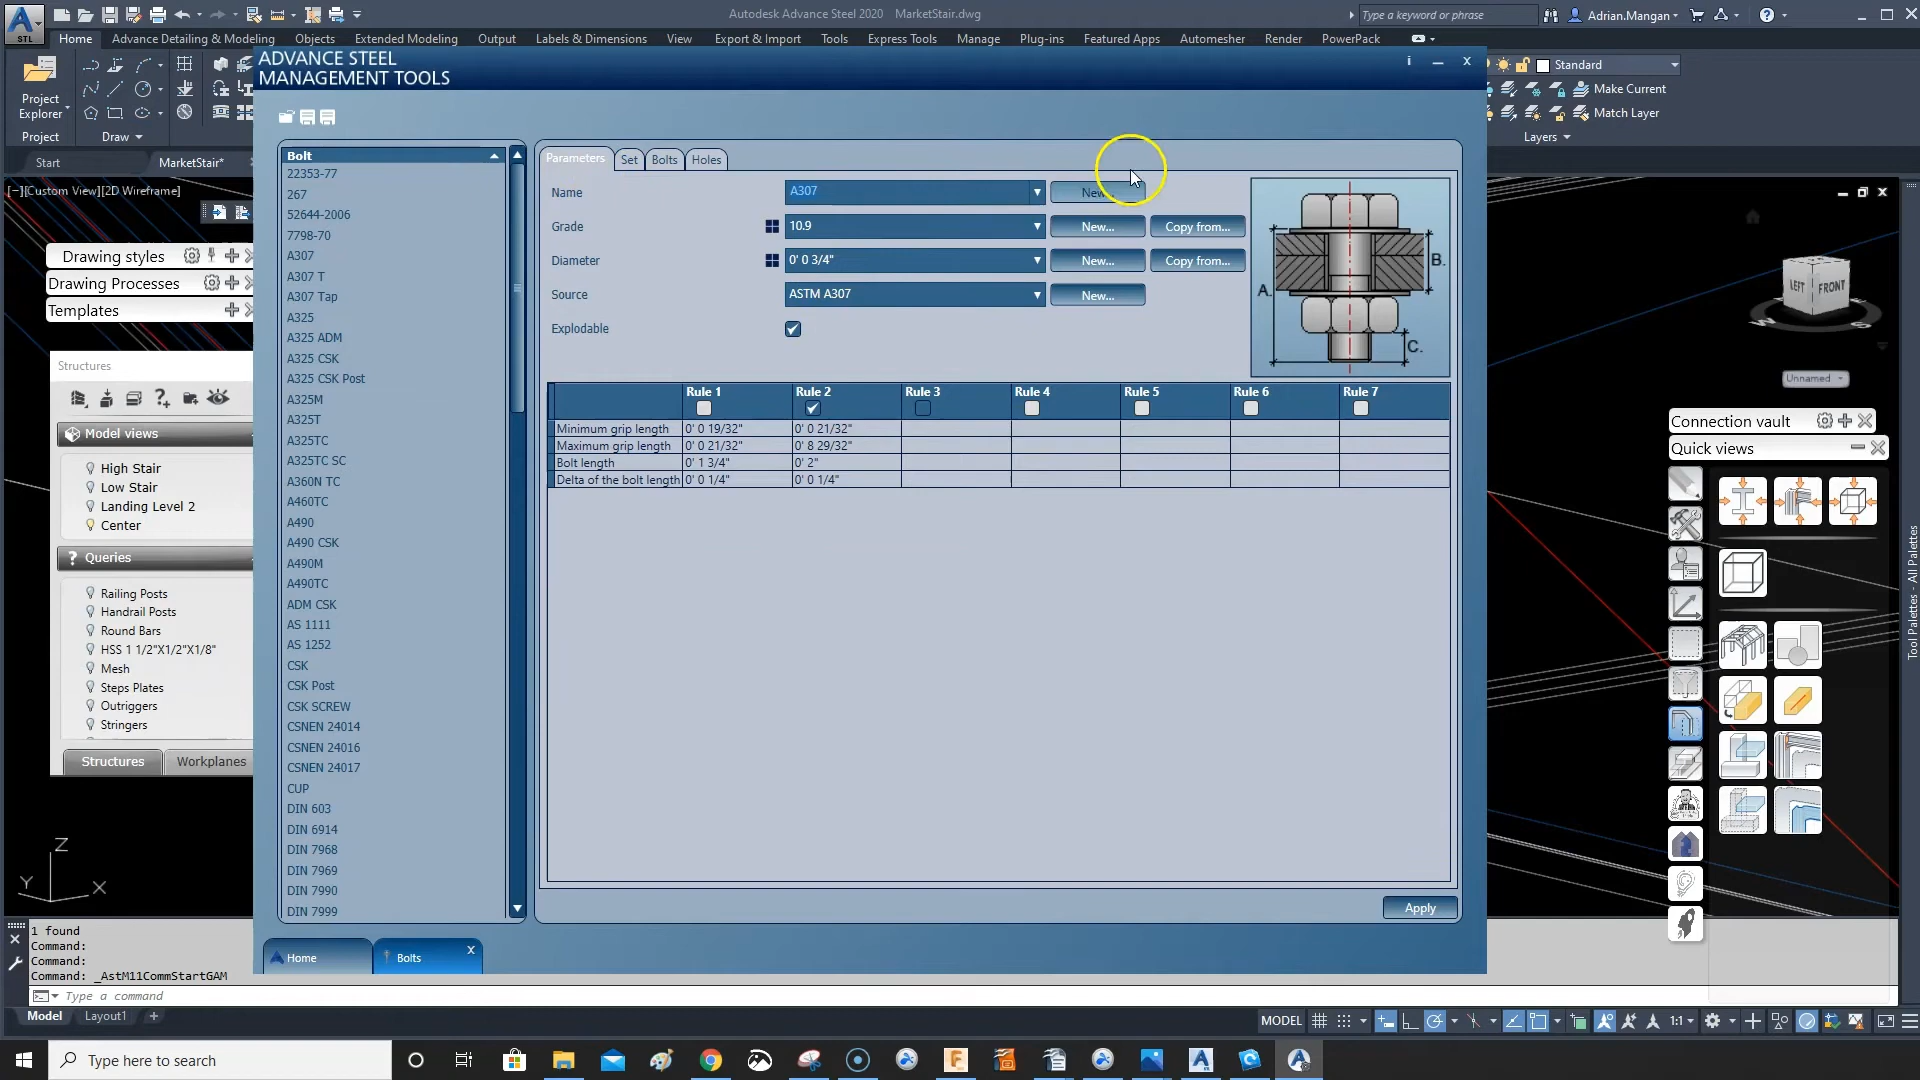 Autodesk Advance Steel 2020 MarketStair.dwg
Type a keyword or phrase
Adrian.Mangan
STL
Home Advance Detailing & Modeling Objects Extended Modeling Output Labels & Dimensions View Export & Import Tools Express Tools Manage Plug-ins Featured Apps Automesher Render PowerPack
Project
Explorer
Project
Draw
Standard
Make Current
Match Layer
Layers
Start MarketStair*
[−][Custom View][2D Wireframe]
ADVANCE STEEL
MANAGEMENT TOOLS
Drawing styles
Drawing Processes
Templates
Structures
Model views
High Stair
Low Stair
Landing Level 2
Center
? Queries
Railing Posts
Handrail Posts
Round Bars
HSS 1 1/2"X1/2"X1/8"
Mesh
Steps Plates
Outriggers
Stringers
Structures Workplanes
Bolt
22353-77
267
52644-2006
7798-70
A307
A307 T
A307 Tap
A325
A325 ADM
A325 CSK
A325 CSK Post
A325M
A325T
A325TC
A325TC SC
A360N TC
A460TC
A490
A490 CSK
A490M
A490TC
ADM CSK
AS 1111
AS 1252
CSK
CSK Post
CSK SCREW
CSNEN 24014
CSNEN 24016
CSNEN 24017
CUP
DIN 603
DIN 6914
DIN 7968
DIN 7969
DIN 7990
DIN 7999
Parameters Set Bolts Holes
Name A307 New...
Grade 10.9 New... Copy from...
Diameter 0' 0 3/4" New... Copy from...
Source ASTM A307 New...
Explodable
A.
B.
C.
Rule 1 Rule 2 Rule 3 Rule 4 Rule 5 Rule 6 Rule 7
Minimum grip length 0' 0 19/32" 0' 0 21/32"
Maximum grip length 0' 0 21/32" 0' 8 29/32"
Bolt length 0' 1 3/4" 0' 2"
Delta of the bolt length 0' 0 1/4" 0' 0 1/4"
Apply
Home Bolts X
LEFT FRONT
W S
Unnamed
Connection vault
Quick views
Tool Palettes - All Palettes
Z
Y X
1 found
Command:
Command:
Command: _AstM11CommStartGAM
Type a command
Model Layout1 +
MODEL 1:1
Type here to search